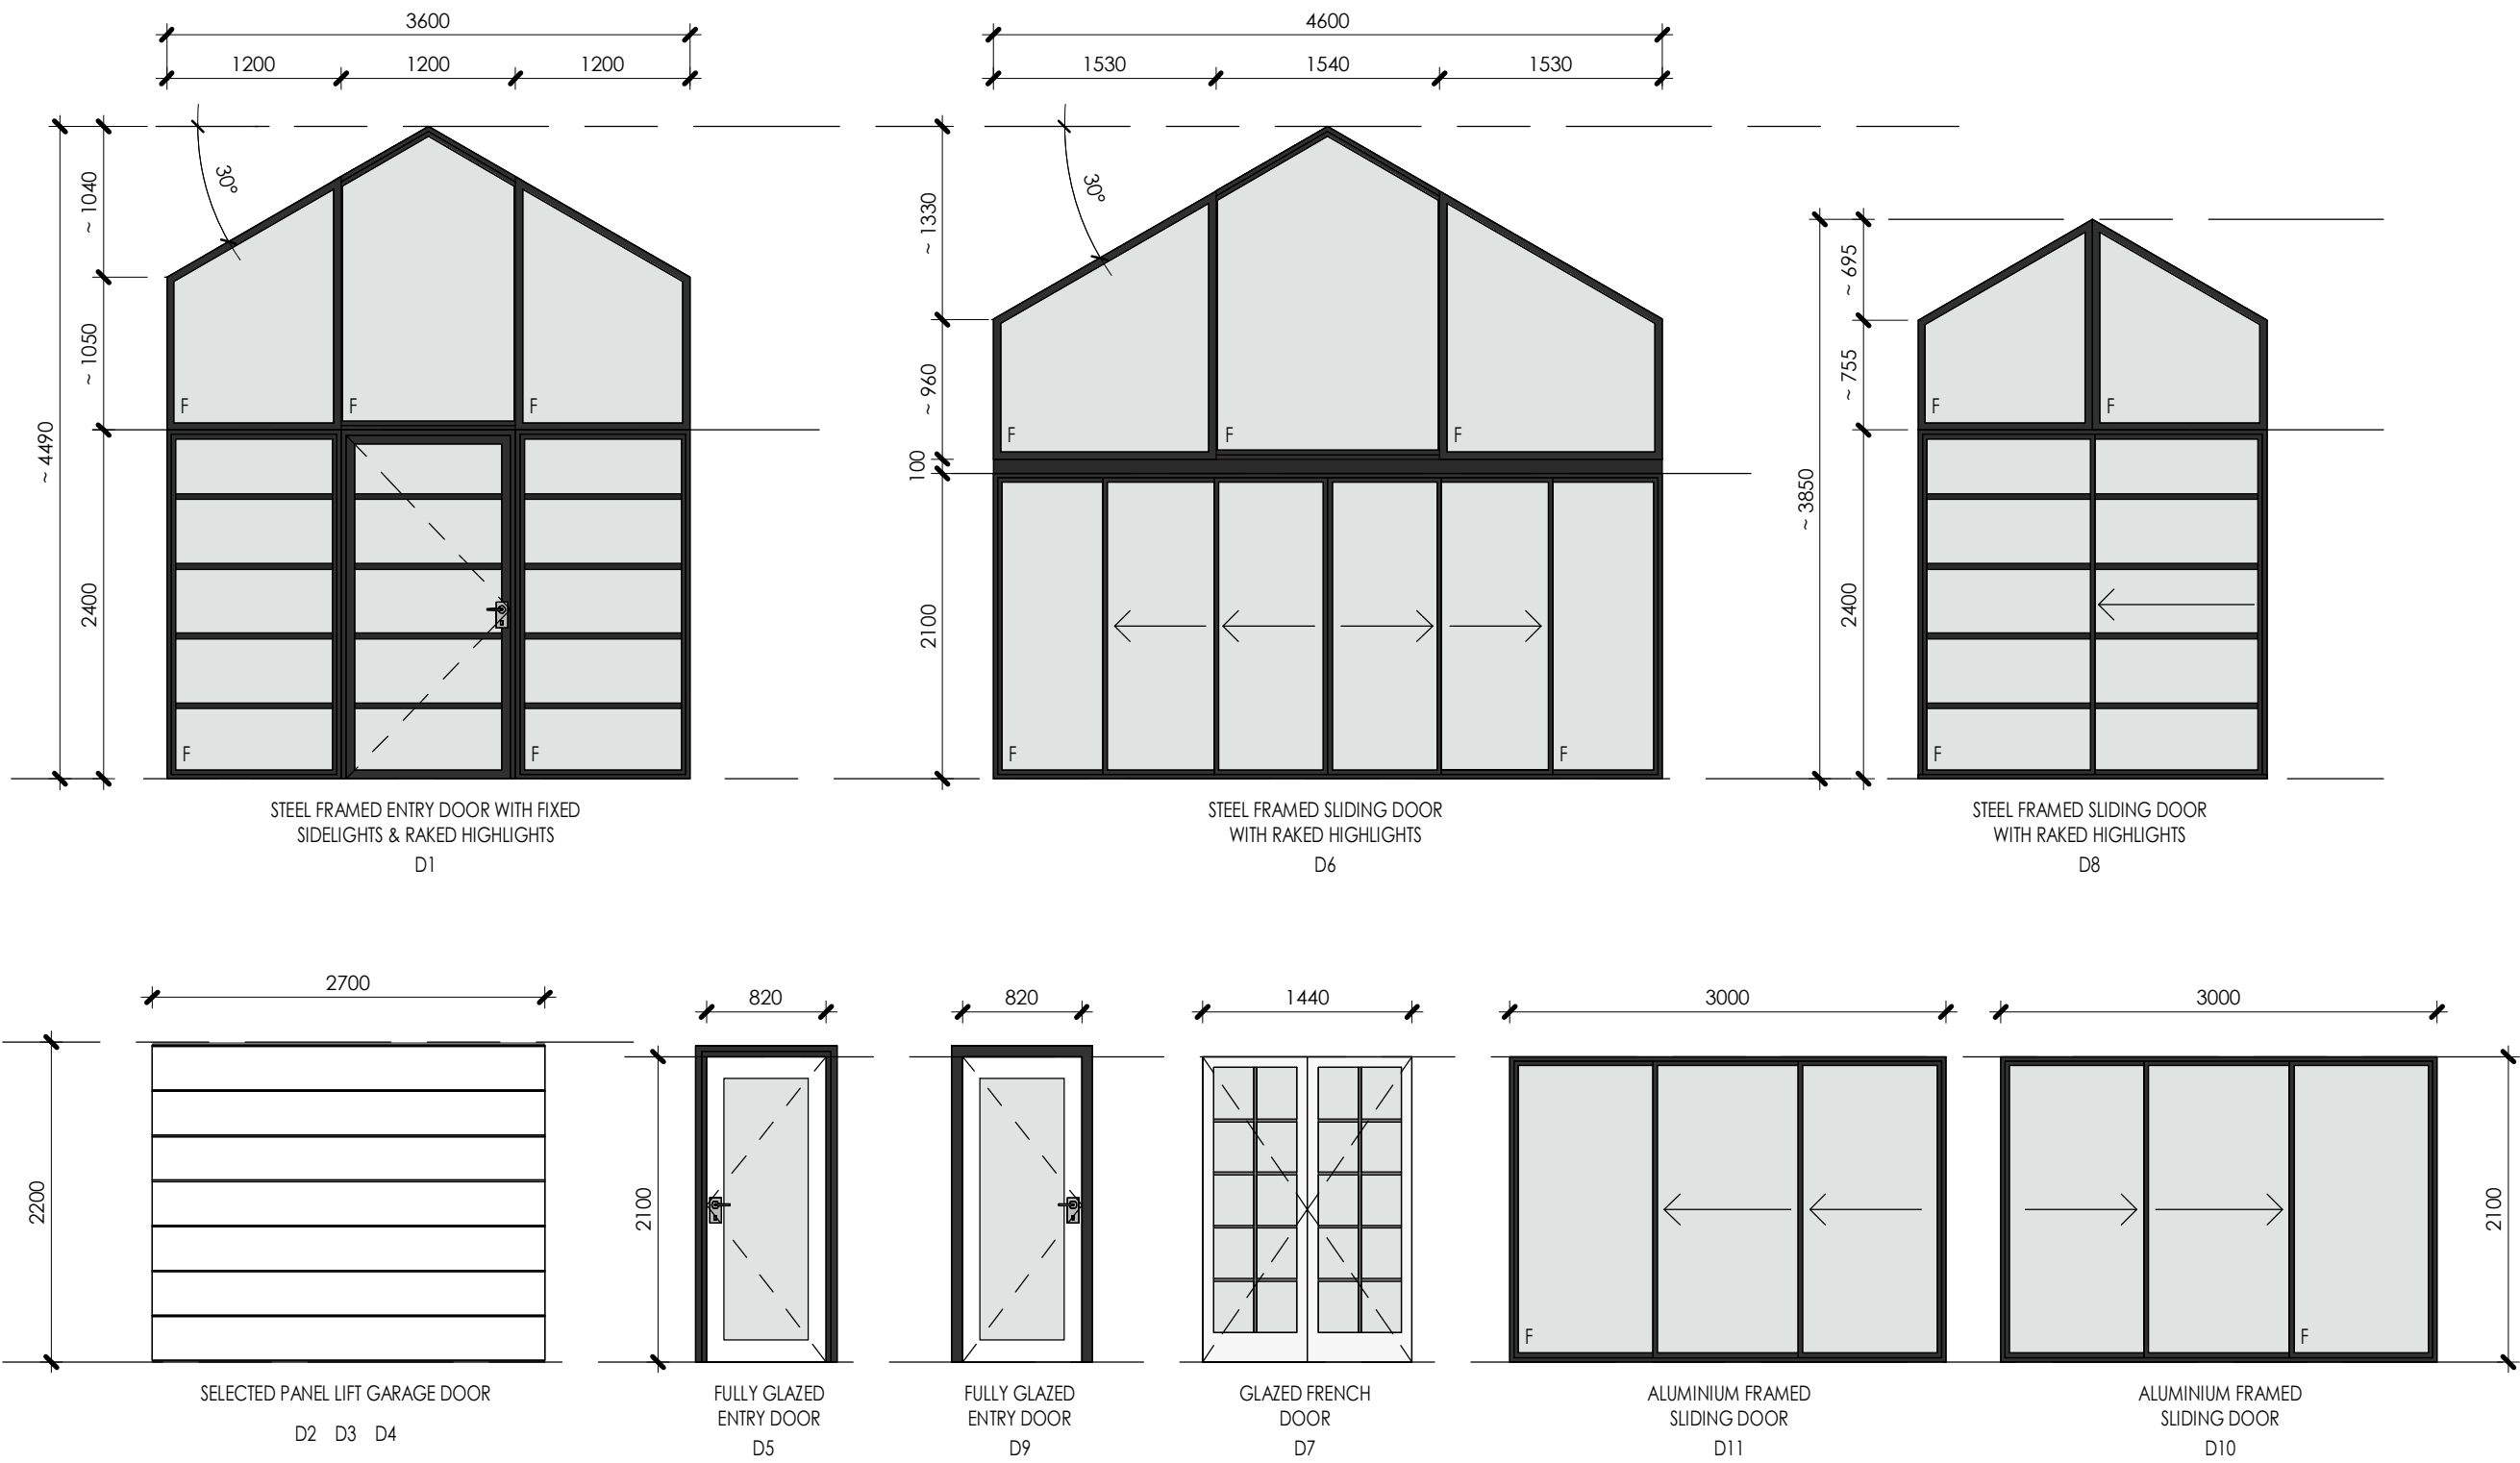 3600
4600
1200 1200 1200
1530 1540 1530
~ 1040
30°
~ 1050
~ 4490
2400
F F F
F F
~ 1330
30°
~ 960
100
2100
F F F
F F
~ 695
~ 755
~ 3850
2400
F F
F
STEEL FRAMED ENTRY DOOR WITH FIXED
SIDELIGHTS & RAKED HIGHLIGHTS
D1
STEEL FRAMED SLIDING DOOR
WITH RAKED HIGHLIGHTS
D6
STEEL FRAMED SLIDING DOOR
WITH RAKED HIGHLIGHTS
D8
2700
820
820
1440
3000
3000
2200
2100
2100
F
F
SELECTED PANEL LIFT GARAGE DOOR
D2 D3 D4
FULLY GLAZED
ENTRY DOOR
D5
FULLY GLAZED
ENTRY DOOR
D9
GLAZED FRENCH
DOOR
D7
ALUMINIUM FRAMED
SLIDING DOOR
D11
ALUMINIUM FRAMED
SLIDING DOOR
D10